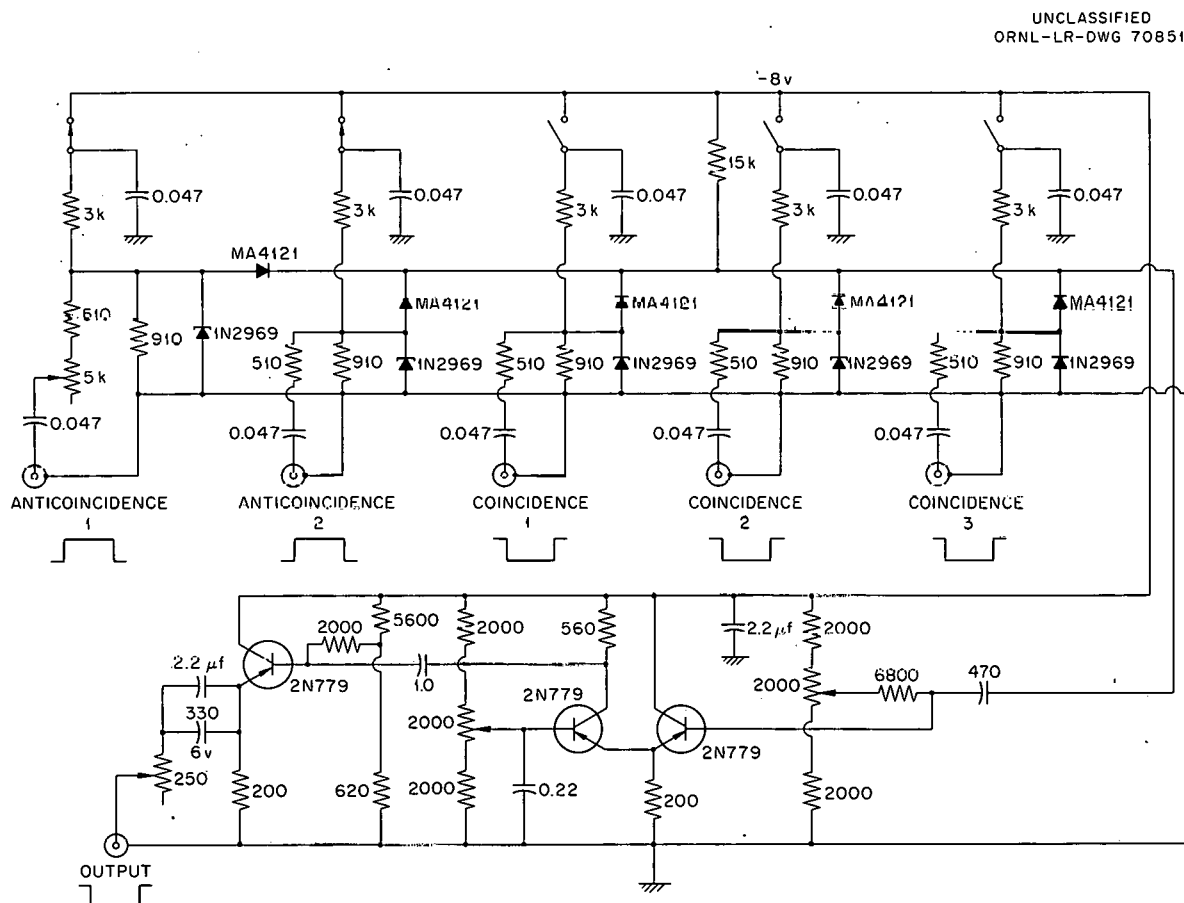 UNCLASSIFIED
ORNL-LR-DWG 70851
-8v
15k
0.047
0.047
0.047
0.047
0.047
3k
3k
3k
3k
3k
MA4121
MA4121
MA4121
MA4121
MA4121
510
910
1N2969
5k
510
910
1N2969
510
910
1N2969
510
910
1N2969
510
910
1N2969
0.047
0.047
0.047
0.047
0.047
ANTICOINCIDENCE
1
ANTICOINCIDENCE
2
COINCIDENCE
1
COINCIDENCE
2
COINCIDENCE
3
2000
5600
2000
560
2.2 μf
2000
2.2 μf
2N779
1.0
2N779
2000
6800
470
330
6v
2000
2N779
250
200
620
2000
0.22
200
2000
OUTPUT